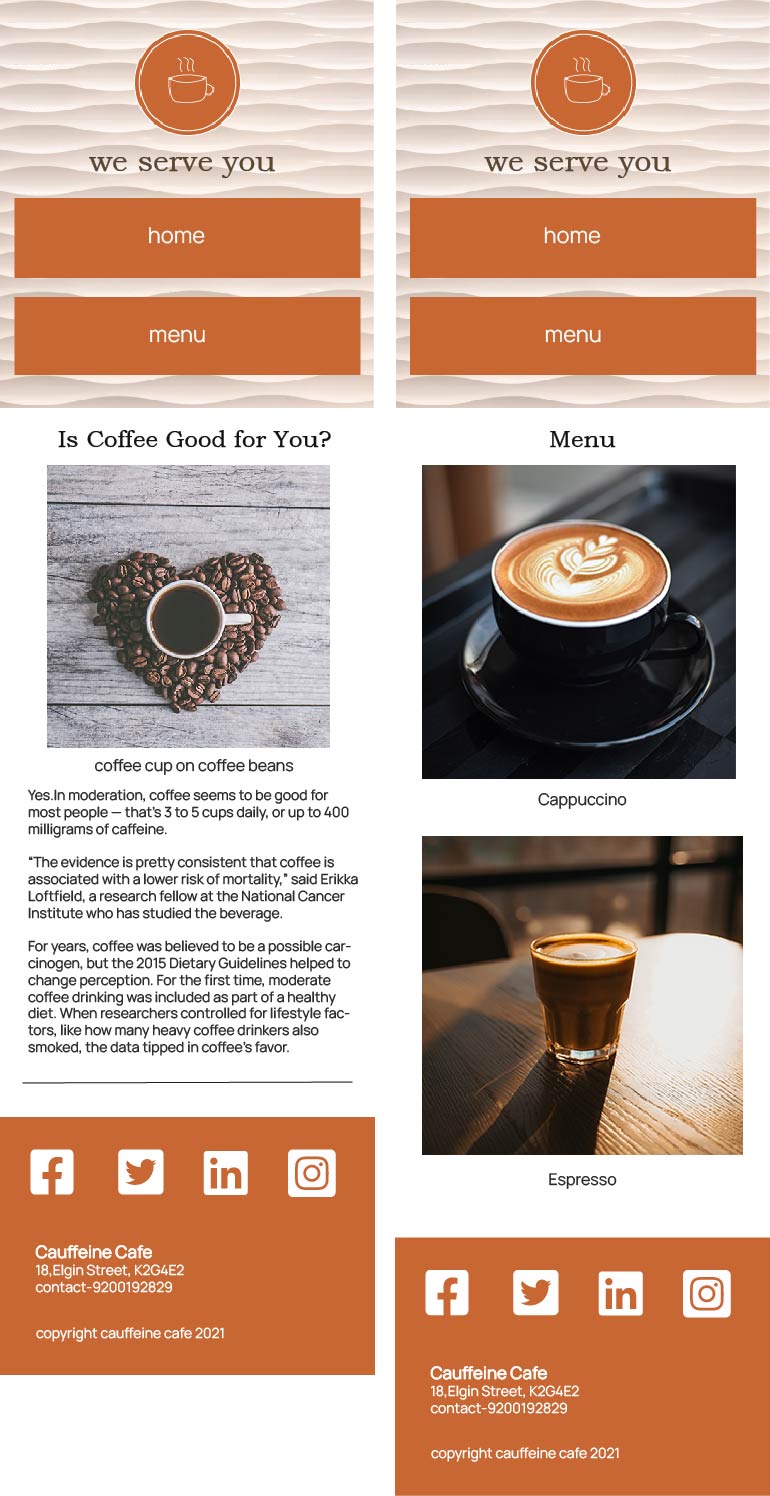 we serve you
home
menu
Is Coffee Good for You?
coffee cup on coffee beans
Yes.In moderation, coffee seems to be good for
most people — that's 3 to 5 cups daily, or up to 400
milligrams of caffeine.
“The evidence is pretty consistent that coffee is
associated with a lower risk of mortality,” said Erikka
Loftfield, a research fellow at the National Cancer
Institute who has studied the beverage.
For years, coffee was believed to be a possible car-
cinogen, but the 2015 Dietary Guidelines helped to
change perception. For the first time, moderate
coffee drinking was included as part of a healthy
diet. When researchers controlled for lifestyle fac-
tors, like how many heavy coffee drinkers also
smoked, the data tipped in coffee's favor.
Cauffeine Cafe
18,Elgin Street, K2G4E2
contact-9200192829
copyright cauffeine cafe 2021
we serve you
home
menu
Menu
Cappuccino
Espresso
Cauffeine Cafe
18,Elgin Street, K2G4E2
contact-9200192829
copyright cauffeine cafe 2021